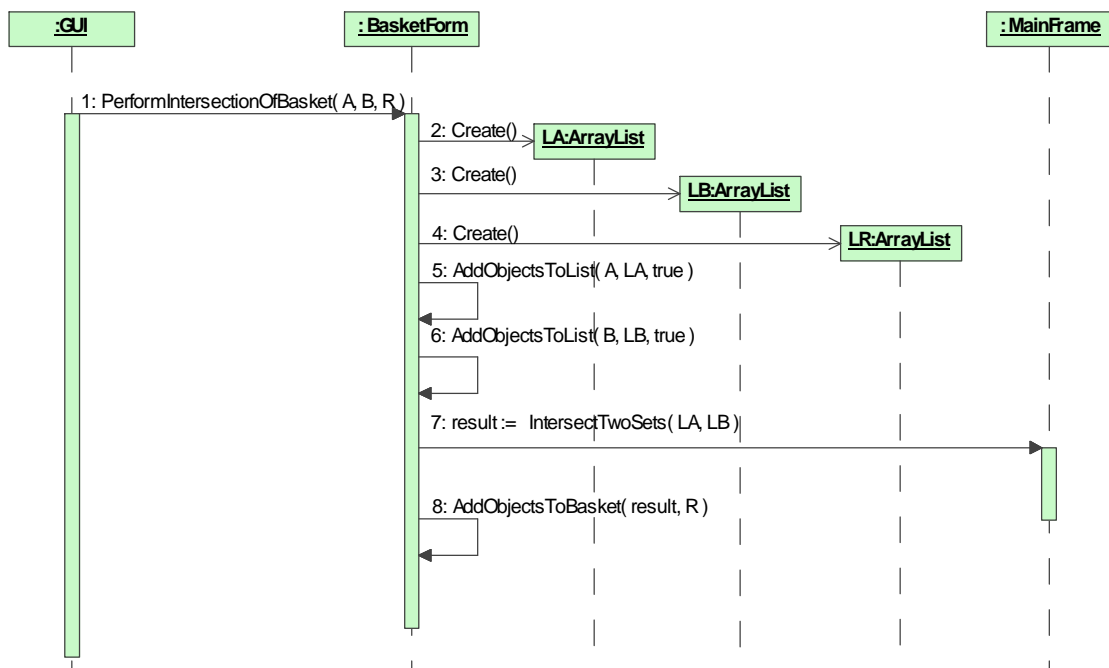 :GUI
: BasketForm
: MainFrame
1: PerformIntersectionOfBasket( A, B, R )
2: Create()
LA:ArrayList
3: Create()
LB:ArrayList
4: Create()
LR:ArrayList
5: AddObjectsToList( A, LA, true )
6: AddObjectsToList( B, LB, true )
7: result := IntersectTwoSets( LA, LB )
8: AddObjectsToBasket( result, R )